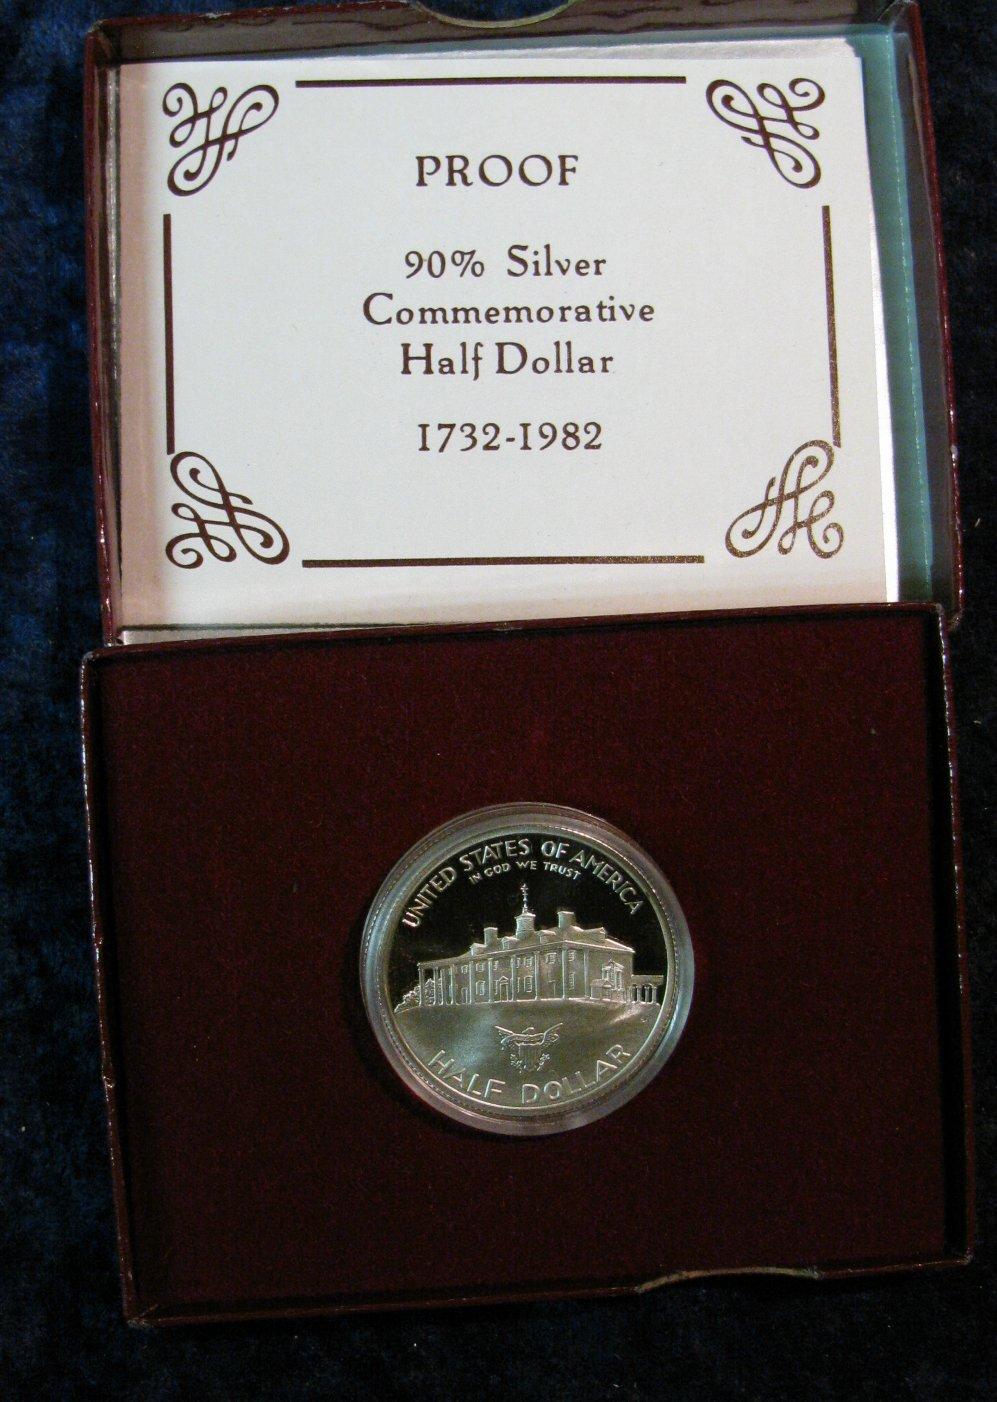 PROOF
90% Silver
Commemorative
Half Dollar
1732-1982
UNITED STATES OF AMERICA
IN GOD WE TRUST
HALF DOLLAR